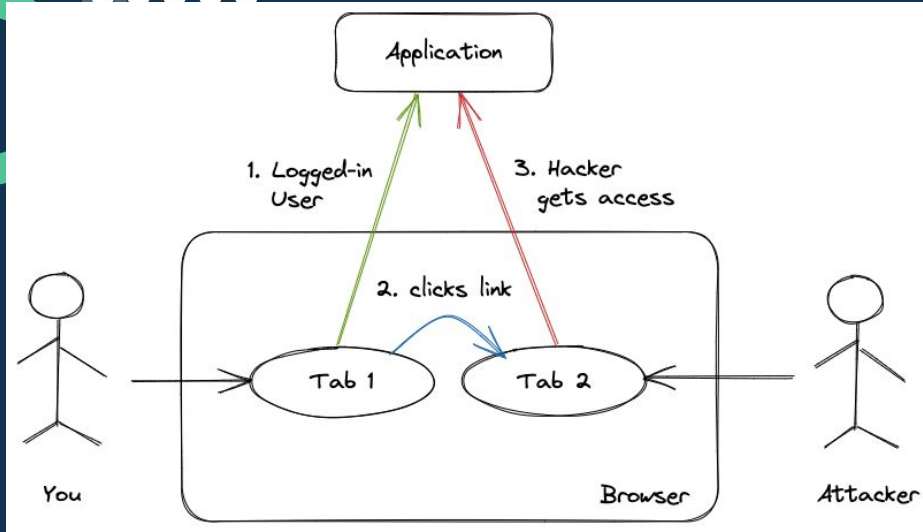 Application
1. Logged-in
User
3. Hacker
gets access
2. clicks link
Tab 1
Tab 2
You
Browser
Attacker